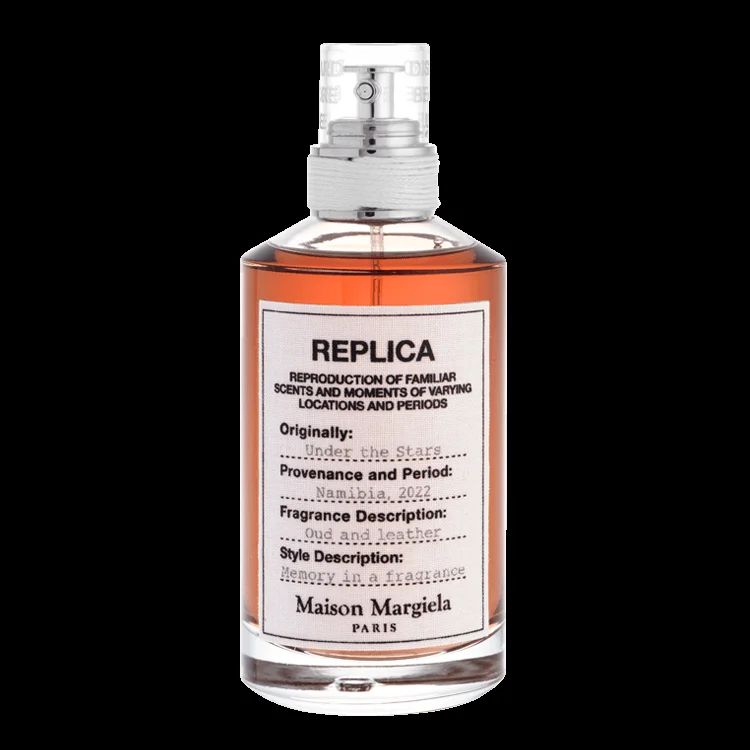 REPLICA
REPRODUCTION OF FAMILIAR
SCENTS AND MOMENTS OF VARYING
LOCATIONS AND PERIODS
Originally:
Under the Stars
Provenance and Period:
Namibia, 2022
Fragrance Description:
Oud and leather
Style Description:
Memory in a fragrance
Maison Margiela
PARIS